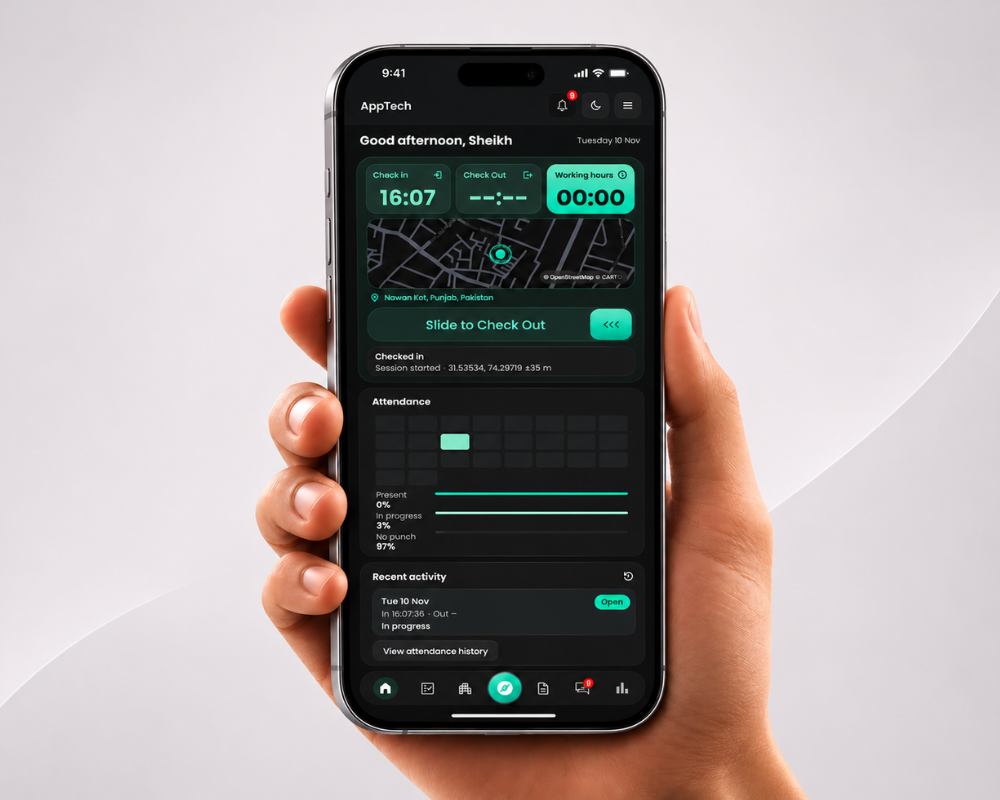 9:41
AppTech
9
Good afternoon, Sheikh
Tuesday 10 Nov
Check in
16:07
Check Out
--:--
Working hours
00:00
© OpenStreetMap © CARTO
Nawan Kot, Punjab, Pakistan
Slide to Check Out
<<<
Checked in
Session started · 31.53534, 74.29719 ±35 m
Attendance
Present
0%
In progress
3%
No punch
97%
Recent activity
Tue 10 Nov
Open
In 16:07:36 · Out –
In progress
View attendance history